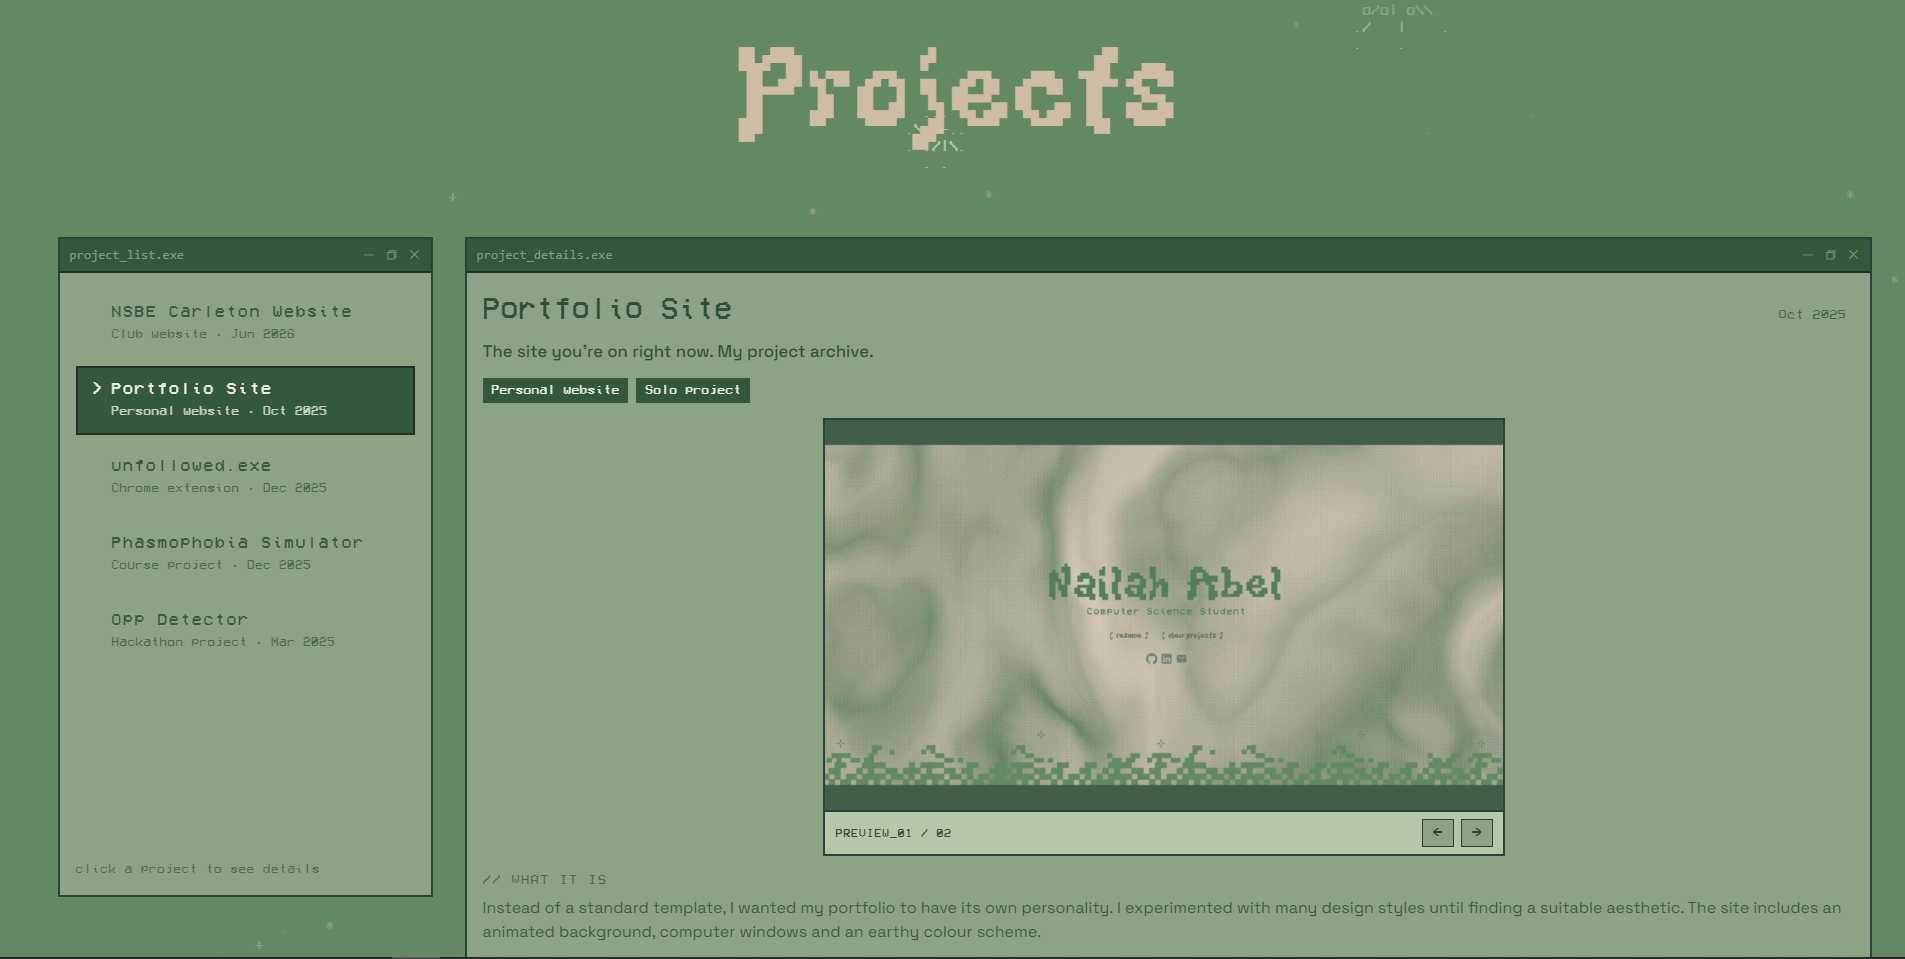 Projects
project_list.exe
NSBE Carleton Website
Club website · Jun 2026
> Portfolio Site
Personal website · Oct 2025
unfollowed.exe
Chrome extension · Dec 2025
Phasmophobia Simulator
Course project · Dec 2025
Opp Detector
Hackathon project · Mar 2025
click a project to see details
project_details.exe
Portfolio Site
Oct 2025
The site you're on right now. My project archive.
Personal website
Solo project
Nailah Abel
Computer Science Student
[ resume ] [ view projects ]
PREVIEW_01 / 02
// WHAT IT IS
Instead of a standard template, I wanted my portfolio to have its own personality. I experimented with many design styles until finding a suitable aesthetic. The site includes an
animated background, computer windows and an earthy colour scheme.